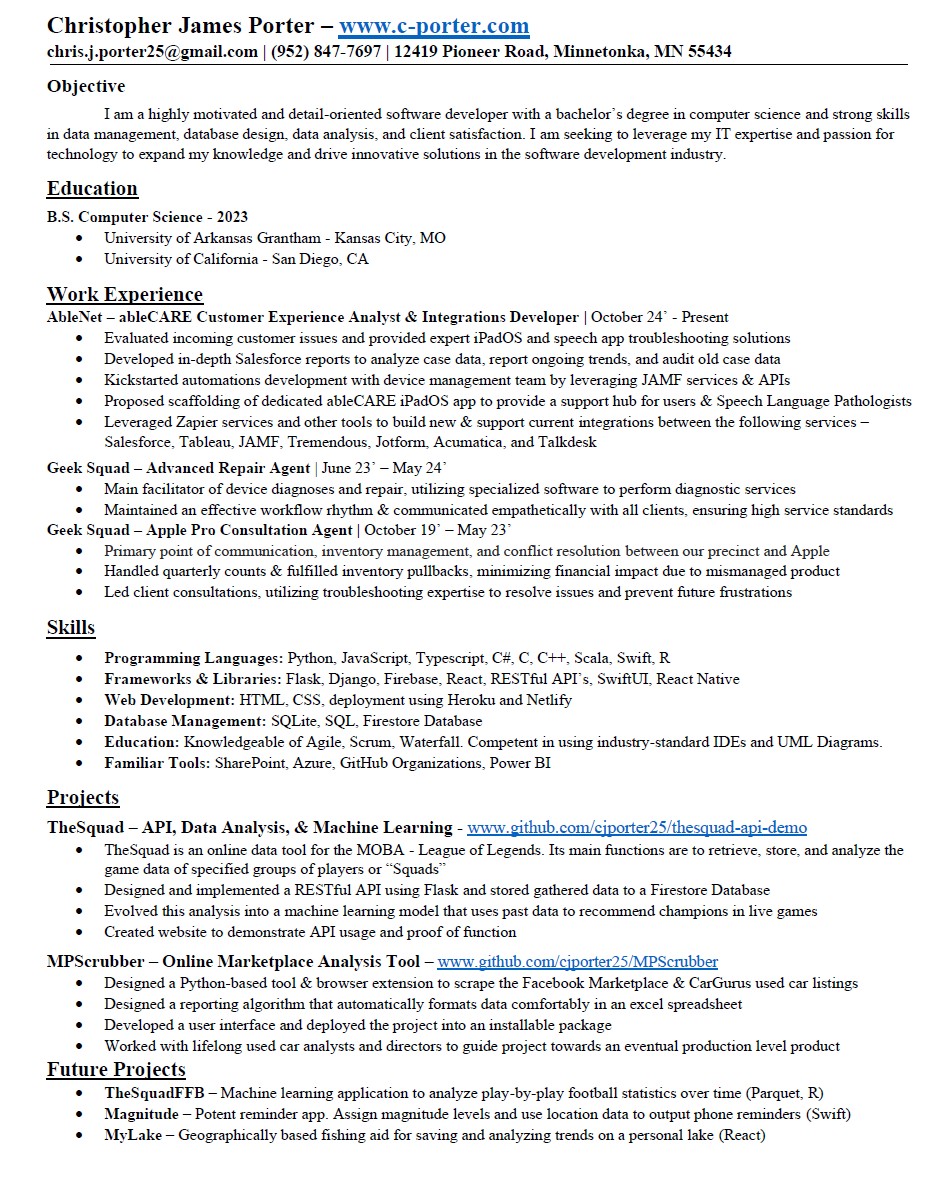 Christopher James Porter – www.c-porter.com
chris.j.porter25@gmail.com | (952) 847-7697 | 12419 Pioneer Road, Minnetonka, MN 55434
Objective
I am a highly motivated and detail-oriented software developer with a bachelor’s degree in computer science and strong skills
in data management, database design, data analysis, and client satisfaction. I am seeking to leverage my IT expertise and passion for
technology to expand my knowledge and drive innovative solutions in the software development industry.
Education
B.S. Computer Science - 2023
• University of Arkansas Grantham - Kansas City, MO
• University of California - San Diego, CA
Work Experience
AbleNet – ableCARE Customer Experience Analyst & Integrations Developer | October 24’ - Present
• Evaluated incoming customer issues and provided expert iPadOS and speech app troubleshooting solutions
• Developed in-depth Salesforce reports to analyze case data, report ongoing trends, and audit old case data
• Kickstarted automations development with device management team by leveraging JAMF services & APIs
• Proposed scaffolding of dedicated ableCARE iPadOS app to provide a support hub for users & Speech Language Pathologists
• Leveraged Zapier services and other tools to build new & support current integrations between the following services –
Salesforce, Tableau, JAMF, Tremendous, Jotform, Acumatica, and Talkdesk
Geek Squad – Advanced Repair Agent | June 23’ – May 24’
• Main facilitator of device diagnoses and repair, utilizing specialized software to perform diagnostic services
• Maintained an effective workflow rhythm & communicated empathetically with all clients, ensuring high service standards
Geek Squad – Apple Pro Consultation Agent | October 19’ – May 23’
• Primary point of communication, inventory management, and conflict resolution between our precinct and Apple
• Handled quarterly counts & fulfilled inventory pullbacks, minimizing financial impact due to mismanaged product
• Led client consultations, utilizing troubleshooting expertise to resolve issues and prevent future frustrations
Skills
• Programming Languages: Python, JavaScript, Typescript, C#, C, C++, Scala, Swift, R
• Frameworks & Libraries: Flask, Django, Firebase, React, RESTful API’s, SwiftUI, React Native
• Web Development: HTML, CSS, deployment using Heroku and Netlify
• Database Management: SQLite, SQL, Firestore Database
• Education: Knowledgeable of Agile, Scrum, Waterfall. Competent in using industry-standard IDEs and UML Diagrams.
• Familiar Tools: SharePoint, Azure, GitHub Organizations, Power BI
Projects
TheSquad – API, Data Analysis, & Machine Learning - www.github.com/cjporter25/thesquad-api-demo
• TheSquad is an online data tool for the MOBA - League of Legends. Its main functions are to retrieve, store, and analyze the
game data of specified groups of players or “Squads”
• Designed and implemented a RESTful API using Flask and stored gathered data to a Firestore Database
• Evolved this analysis into a machine learning model that uses past data to recommend champions in live games
• Created website to demonstrate API usage and proof of function
MPScrubber – Online Marketplace Analysis Tool – www.github.com/cjporter25/MPScrubber
• Designed a Python-based tool & browser extension to scrape the Facebook Marketplace & CarGurus used car listings
• Designed a reporting algorithm that automatically formats data comfortably in an excel spreadsheet
• Developed a user interface and deployed the project into an installable package
• Worked with lifelong used car analysts and directors to guide project towards an eventual production level product
Future Projects
• TheSquadFFB – Machine learning application to analyze play-by-play football statistics over time (Parquet, R)
• Magnitude – Potent reminder app. Assign magnitude levels and use location data to output phone reminders (Swift)
• MyLake – Geographically based fishing aid for saving and analyzing trends on a personal lake (React)